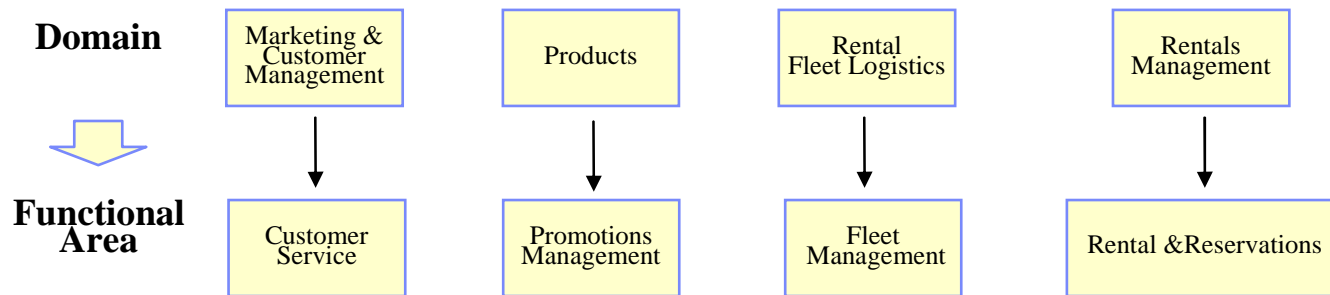 Domain
Marketing &
Customer
Management
Products
Rental
Fleet Logistics
Rentals
Management
Functional
Area
Customer
Service
Promotions
Management
Fleet
Management
Rental &Reservations